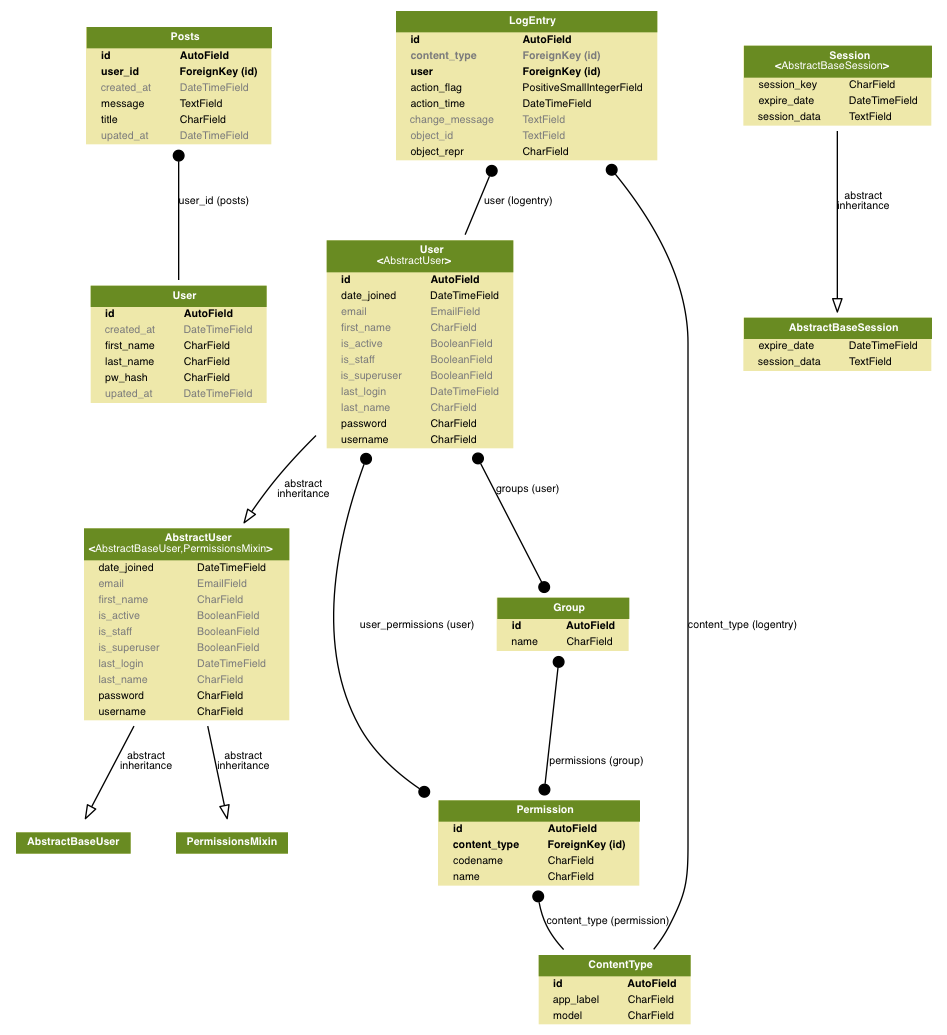 Posts
id AutoField
user_id ForeignKey (id)
created_at DateTimeField
message TextField
title CharField
upated_at DateTimeField
user_id (posts)
User
id AutoField
created_at DateTimeField
first_name CharField
last_name CharField
pw_hash CharField
upated_at DateTimeField
LogEntry
id AutoField
content_type ForeignKey (id)
user ForeignKey (id)
action_flag PositiveSmallIntegerField
action_time DateTimeField
change_message TextField
object_id TextField
object_repr CharField
user (logentry)
User
<AbstractUser>
id AutoField
date_joined DateTimeField
email EmailField
first_name CharField
is_active BooleanField
is_staff BooleanField
is_superuser BooleanField
last_login DateTimeField
last_name CharField
password CharField
username CharField
Session
<AbstractBaseSession>
session_key CharField
expire_date DateTimeField
session_data TextField
abstract
inheritance
AbstractBaseSession
expire_date DateTimeField
session_data TextField
abstract
inheritance
groups (user)
AbstractUser
<AbstractBaseUser,PermissionsMixin>
date_joined DateTimeField
email EmailField
first_name CharField
is_active BooleanField
is_staff BooleanField
is_superuser BooleanField
last_login DateTimeField
last_name CharField
password CharField
username CharField
user_permissions (user)
Group
id AutoField
name CharField
content_type (logentry)
abstract
inheritance
abstract
inheritance
permissions (group)
AbstractBaseUser
PermissionsMixin
Permission
id AutoField
content_type ForeignKey (id)
codename CharField
name CharField
content_type (permission)
ContentType
id AutoField
app_label CharField
model CharField